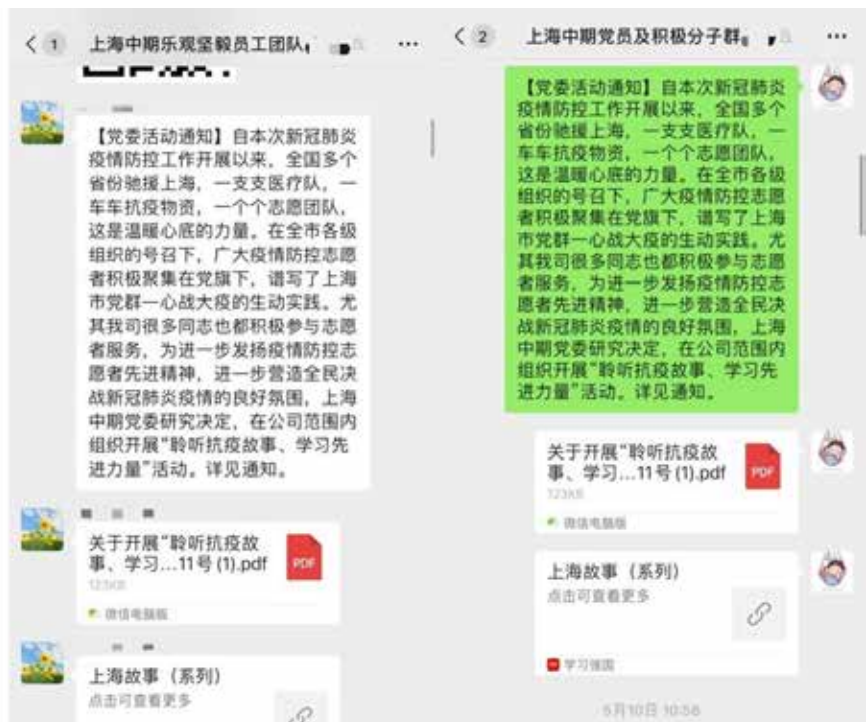 1
上海中期乐观坚毅员工团队
【党委活动通知】自本次新冠肺炎
疫情防控工作开展以来，全国多个
省份驰援上海，一支支医疗队，一
车车抗疫物资，一个个志愿团队，
这是温暖心底的力量。在全市各级
组织的号召下，广大疫情防控志愿
者积极聚集在党旗下，谱写了上海
市党群一心战大疫的生动实践。尤
其我司很多同志也都积极参与志愿
者服务，为进一步发扬疫情防控志
愿者先进精神，进一步营造全民决
战新冠肺炎疫情的良好氛围，上海
中期党委研究决定，在公司范围内
组织开展“聆听抗疫故事、学习先
进力量”活动。详见通知。
关于开展“聆听抗疫故
事、学习...11号(1).pdf
PDF
123KB
微信电脑版
上海故事（系列）
点击可查看更多
2
上海中期党员及积极分子群
【党委活动通知】自本次新冠肺炎
疫情防控工作开展以来，全国多个
省份驰援上海，一支支医疗队，一
车车抗疫物资，一个个志愿团队，
这是温暖心底的力量。在全市各级
组织的号召下，广大疫情防控志愿
者积极聚集在党旗下，谱写了上海
市党群一心战大疫的生动实践。尤
其我司很多同志也都积极参与志愿
者服务，为进一步发扬疫情防控志
愿者先进精神，进一步营造全民决
战新冠肺炎疫情的良好氛围，上海
中期党委研究决定，在公司范围内
组织开展“聆听抗疫故事、学习先
进力量”活动。详见通知。
关于开展“聆听抗疫故
事、学习...11号(1).pdf
PDF
123KB
微信电脑版
上海故事（系列）
点击可查看更多
学习强国
5月10日 10:56